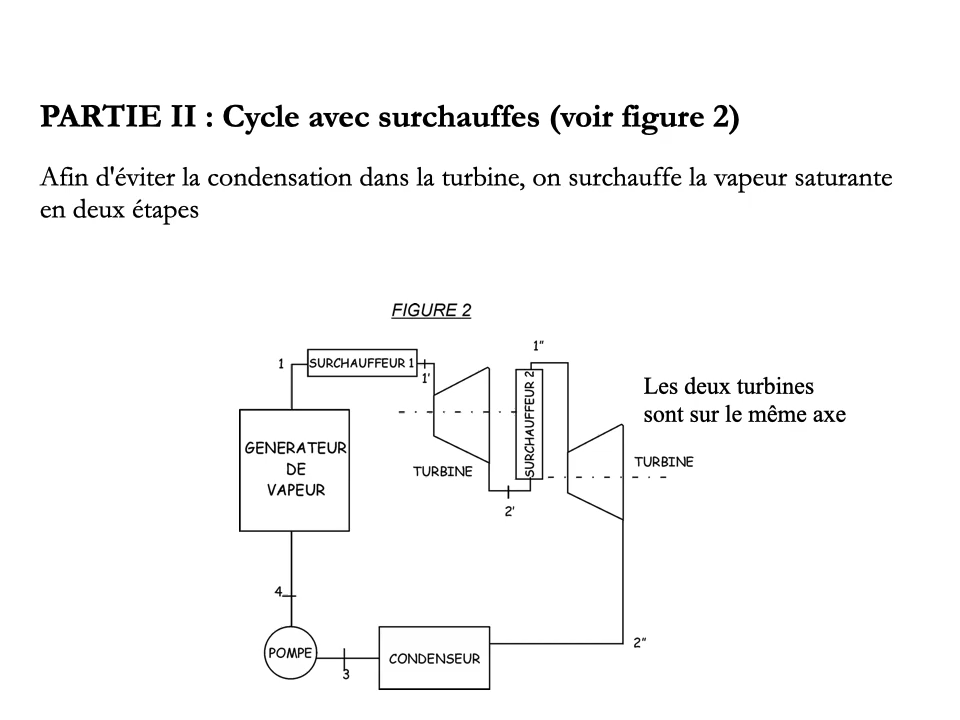 PARTIE II : Cycle avec surchauffes (voir figure 2)
Afin d'éviter la condensation dans la turbine, on surchauffe la vapeur saturante
en deux étapes
FIGURE 2
1
SURCHAUFFEUR 1
1'
1"
SURCHAUFFEUR 2
Les deux turbines
sont sur le même axe
GENERATEUR
DE
VAPEUR
TURBINE
TURBINE
2'
4
POMPE
3
CONDENSEUR
2"